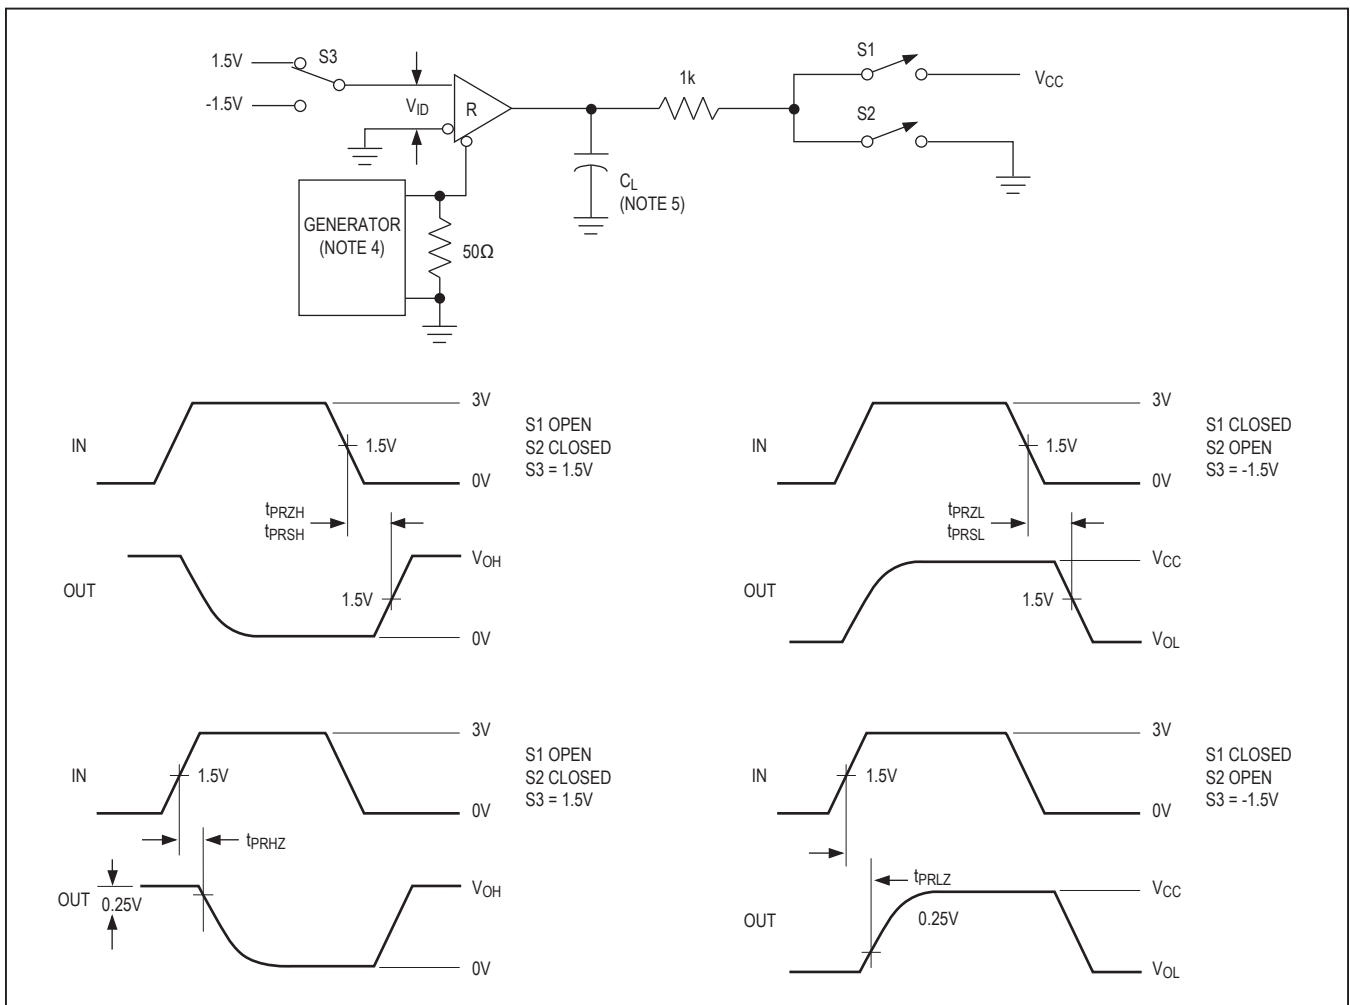 1.5V
S3
-1.5V
VID
R
1k
S1
VCC
S2
CL
(NOTE 5)
GENERATOR
(NOTE 4)
50Ω
IN
3V
1.5V
0V
S1 OPEN
S2 CLOSED
S3 = 1.5V
tPRZH
tPRSH
OUT
VOH
1.5V
0V
IN
3V
1.5V
0V
S1 CLOSED
S2 OPEN
S3 = -1.5V
tPRZL
tPRSL
OUT
VCC
1.5V
VOL
IN
3V
1.5V
0V
S1 OPEN
S2 CLOSED
S3 = 1.5V
tPRHZ
OUT
0.25V
VOH
0V
IN
3V
1.5V
0V
S1 CLOSED
S2 OPEN
S3 = -1.5V
tPRLZ
OUT
VCC
0.25V
VOL